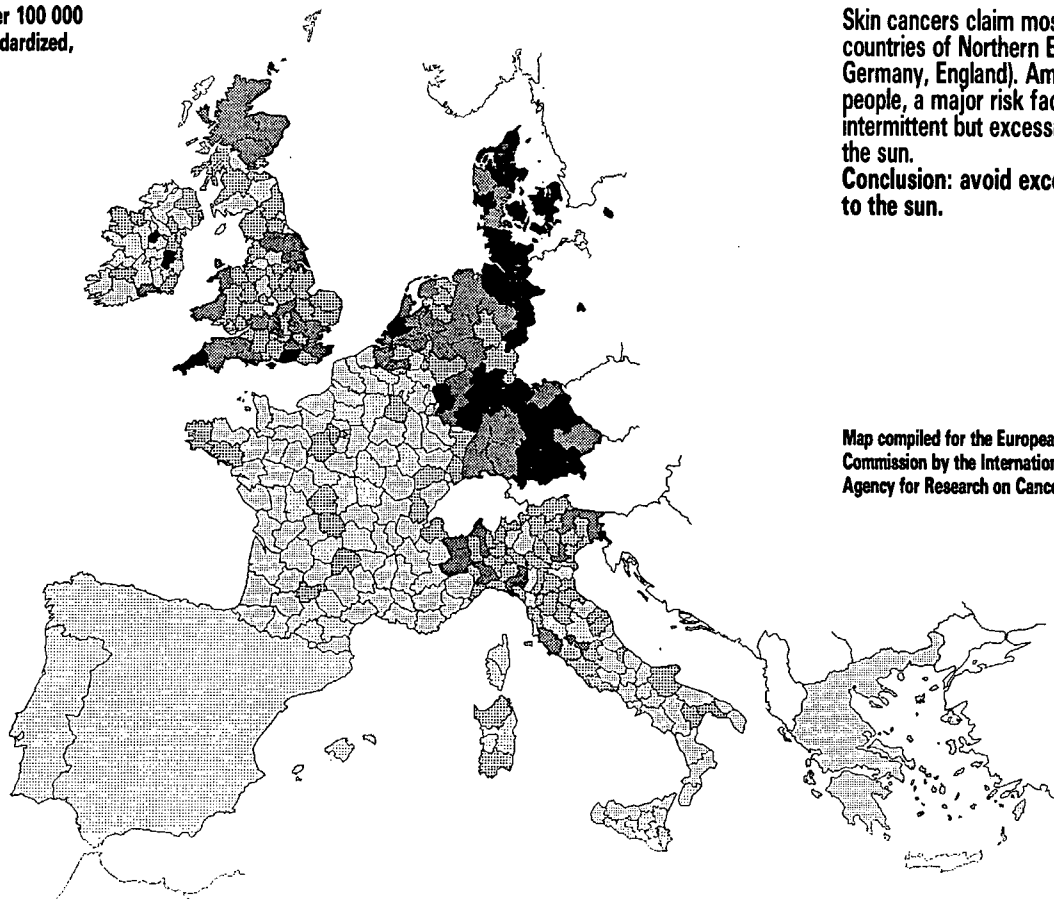 er 100 000
dardized,
Skin cancers claim mos
countries of Northern E
Germany, England). Am
people, a major risk fac
intermittent but excess
the sun.
Conclusion: avoid exce
to the sun.
Map compiled for the Europea
Commission by the Internation
Agency for Research on Cance